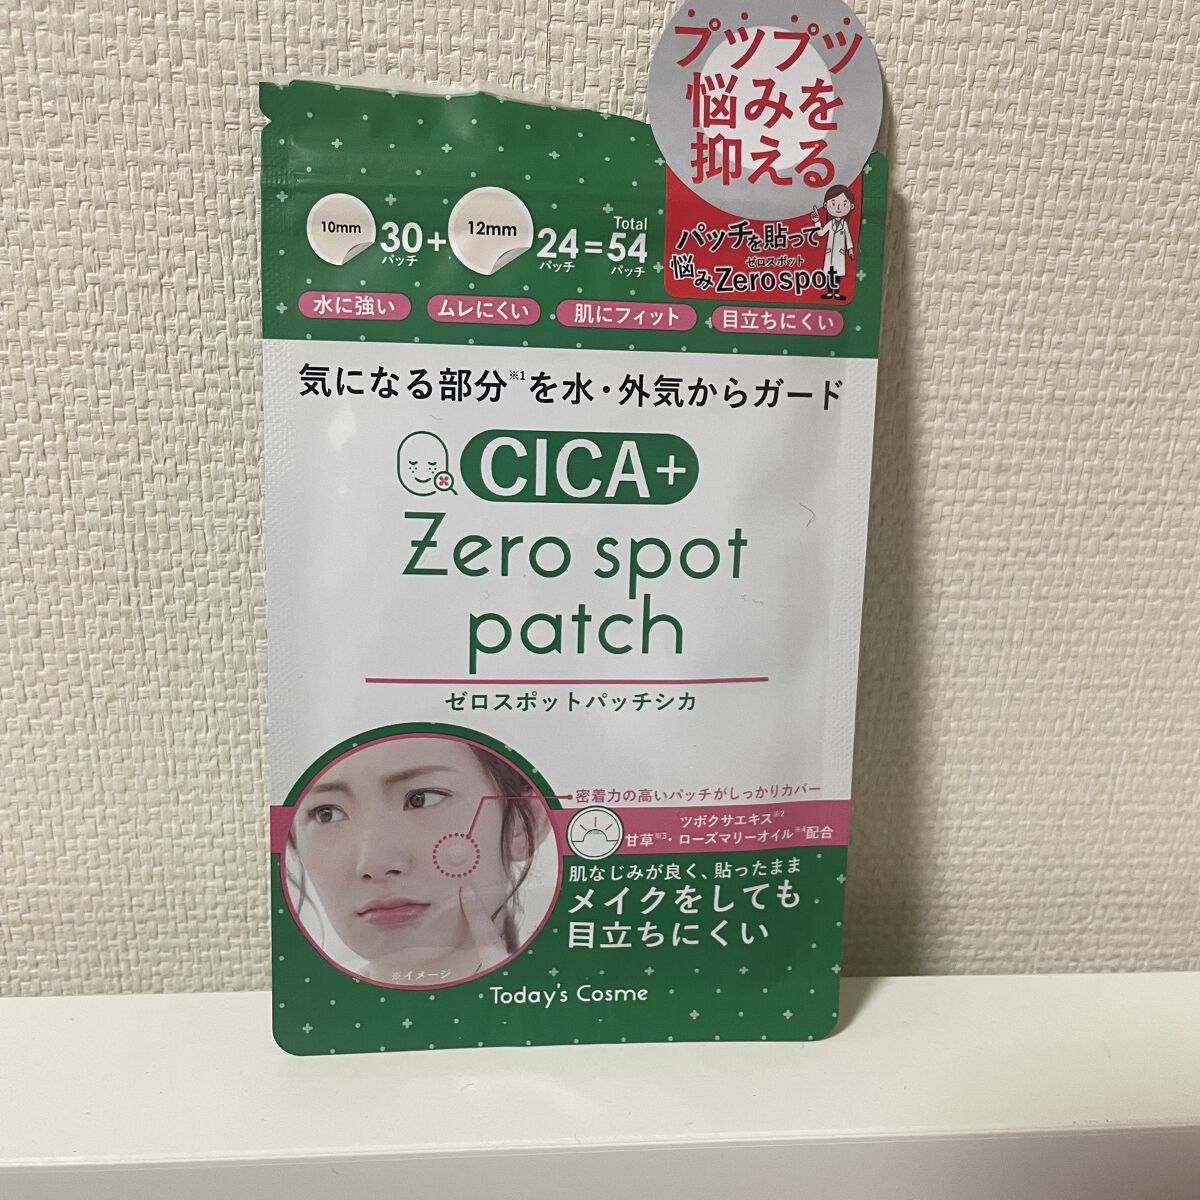 プツプツ
悩みを
抑える
パッチを貼って
ゼロスポット
悩みZero spot
10mm 30パッチ + 12mm 24パッチ = Total 54パッチ
水に強い ムレにくい 肌にフィット 目立ちにくい
気になる部分※1を水・外気からガード
CICA+
Zero spot
patch
ゼロスポットパッチシカ
密着力の高いパッチがしっかりカバー
ツボクサエキス※2
甘草※3・ローズマリーオイル※4配合
肌なじみが良く、貼ったまま
メイクをしても
目立ちにくい
※イメージ
Today's Cosme